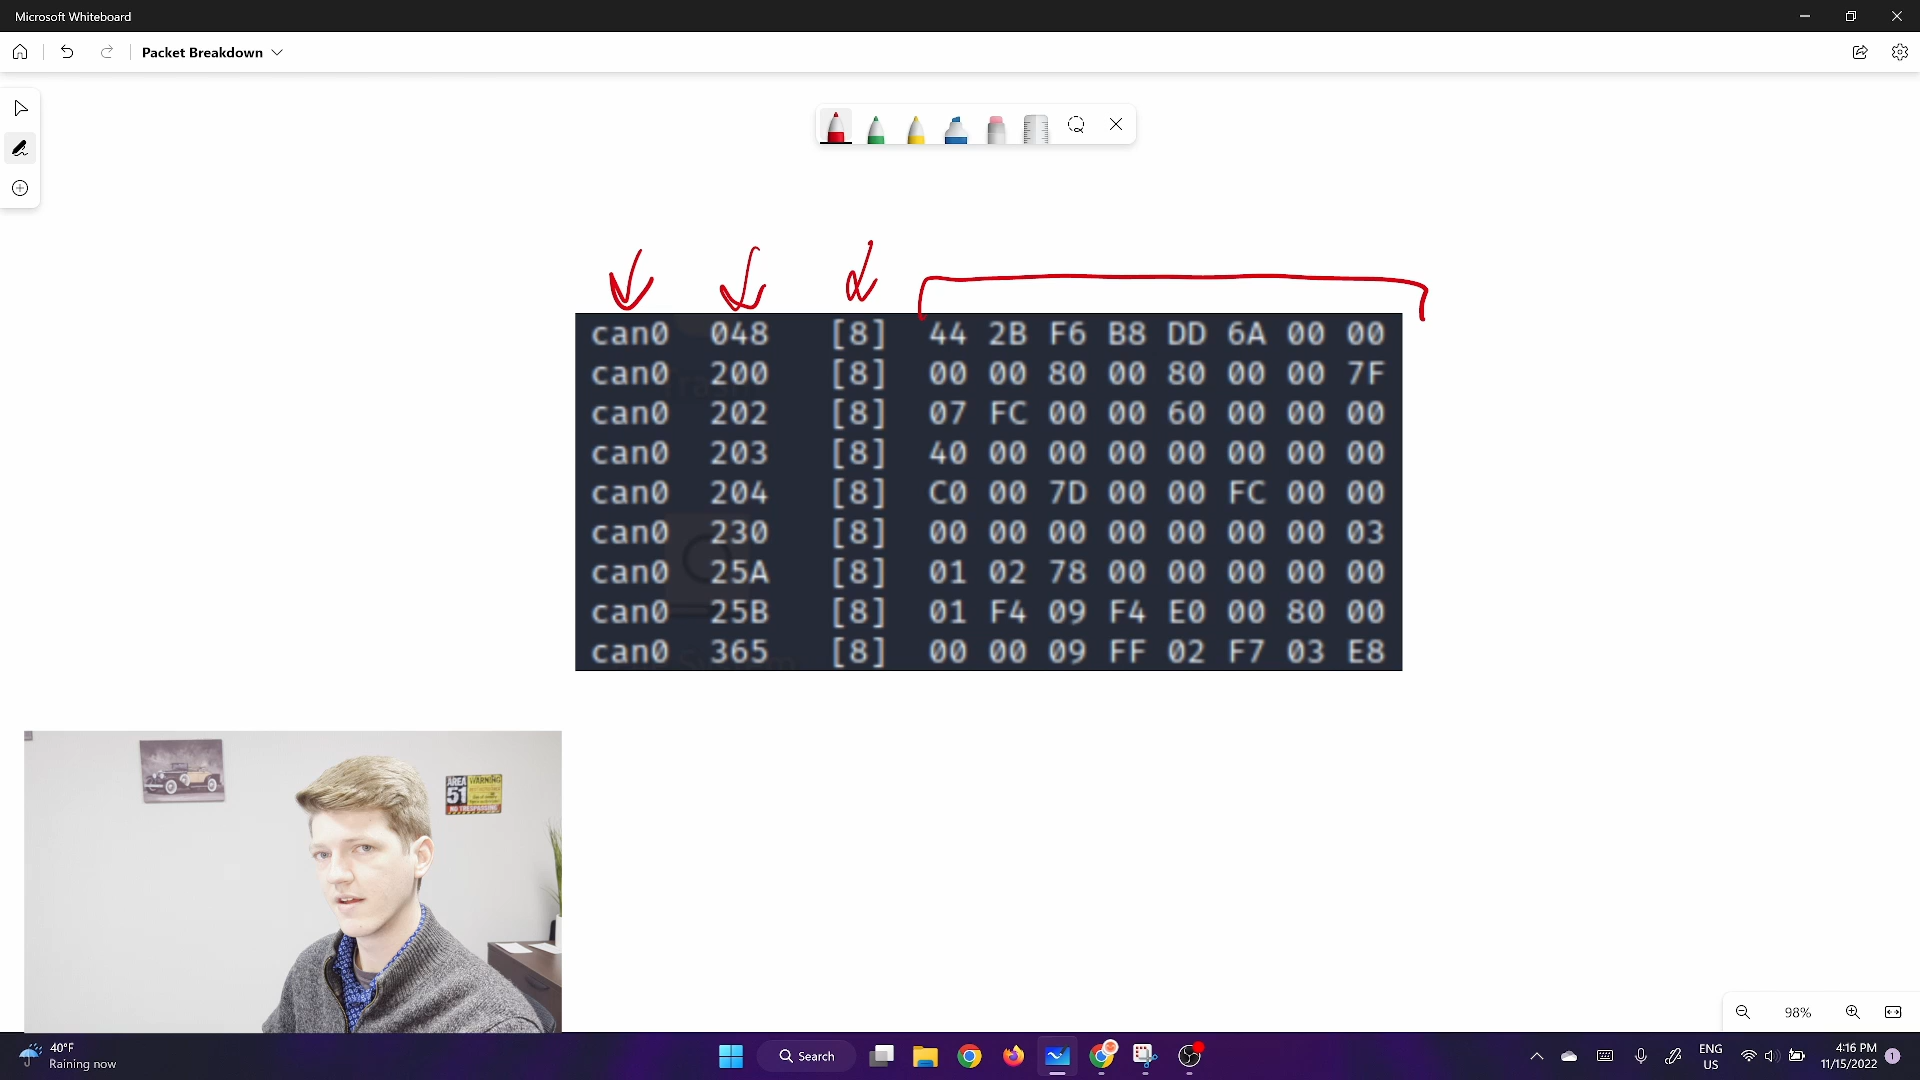 Microsoft Whiteboard
Packet Breakdown
can0 048 [8] 44 2B F6 B8 DD 6A 00 00
can0 200 [8] 00 00 80 00 80 00 00 7F
can0 202 [8] 07 FC 00 00 60 00 00 00
can0 203 [8] 40 00 00 00 00 00 00 00
can0 204 [8] C0 00 7D 00 00 FC 00 00
can0 230 [8] 00 00 00 00 00 00 00 03
can0 25A [8] 01 02 78 00 00 00 00 00
can0 25B [8] 01 F4 09 F4 E0 00 80 00
can0 365 [8] 00 00 09 FF 02 F7 03 E8
AREA 51
WARNING
NO TRESPASSING
98%
40°F
Raining now
Search
ENG
US
4:16 PM
11/15/2022
1